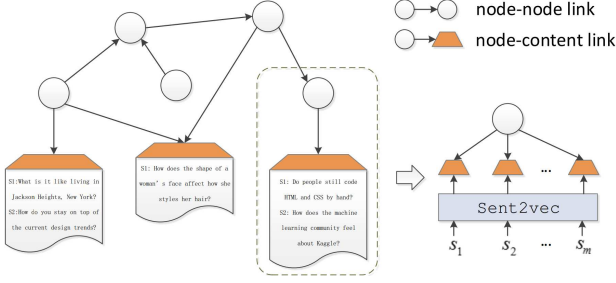 node-node link
node-content link
S1:What is it like living in
Jackson Heights, New York?
S2:How do you stay on top of
the current design trends?
S1: How does the shape of a
woman's face affect how she
styles her hair?
S1: Do people still code
HTML and CSS by hand?
S2: How does the machine
learning community feel
about Kaggle?
...
Sent2vec
s1 s2 ... sm